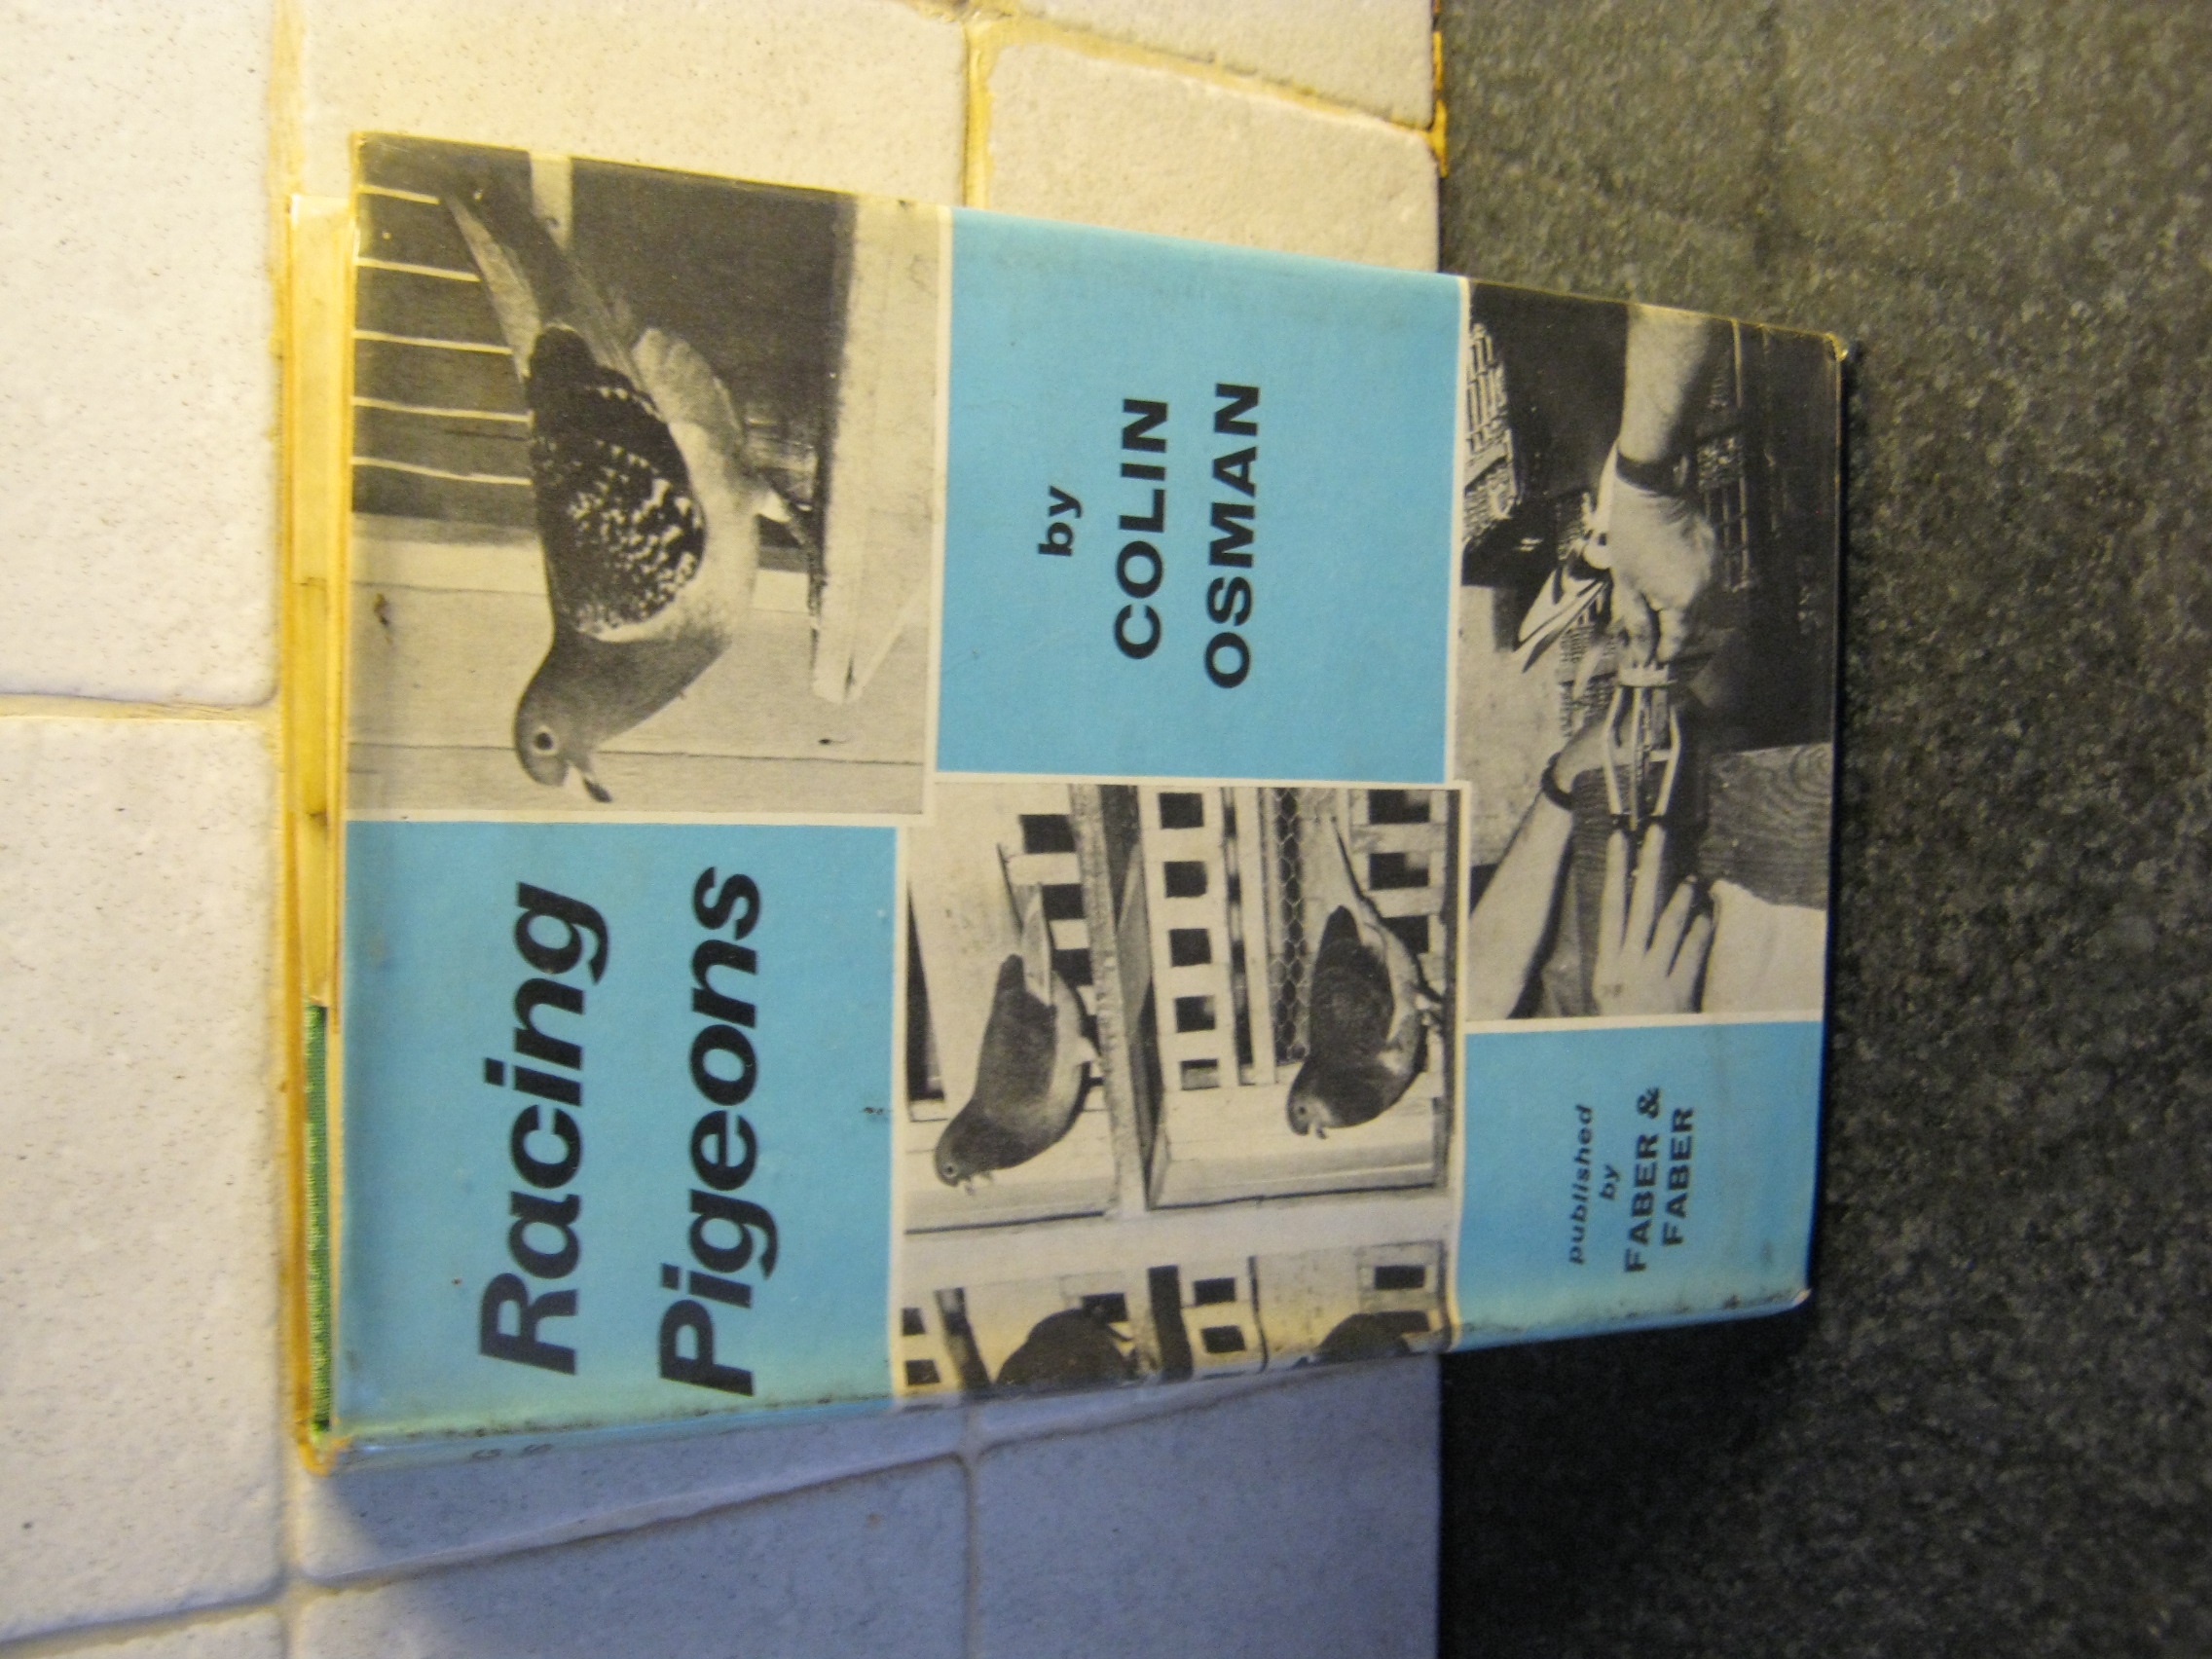 Racing
Pigeons
by
COLIN
OSMAN
published
by
FABER &
FABER